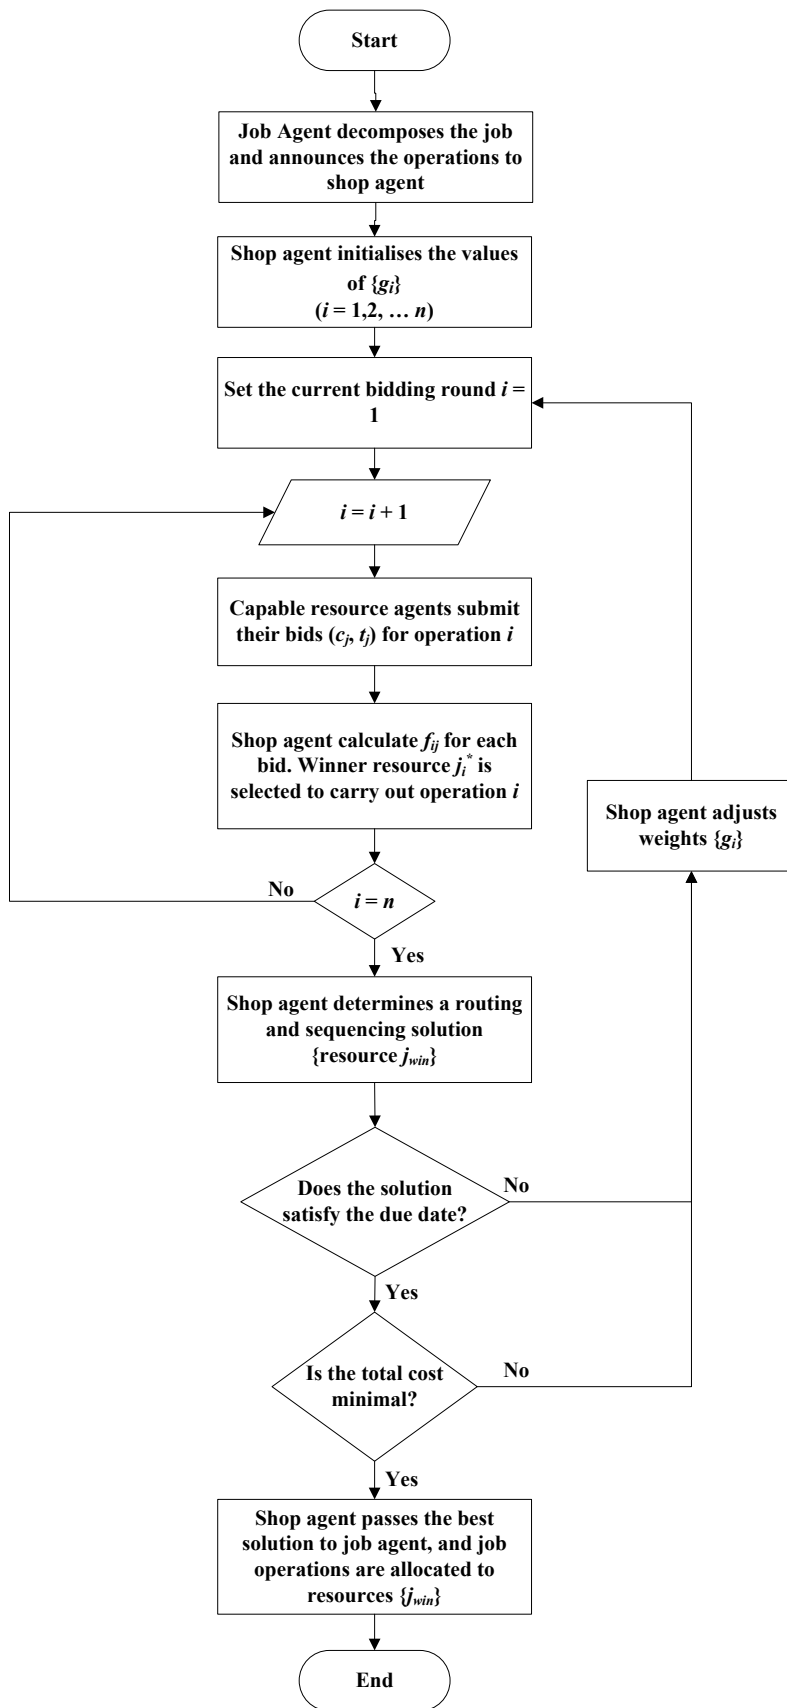 Start
Job Agent decomposes the job
and announces the operations to
shop agent
Shop agent initialises the values
of {gᵢ}
(i = 1,2, … n)
Set the current bidding round i =
1
i = i + 1
Capable resource agents submit
their bids (cⱼ, tⱼ) for operation i
Shop agent calculate fᵢⱼ for each
bid. Winner resource jᵢ* is
selected to carry out operation i
Shop agent adjusts
weights {gᵢ}
No
i = n
Yes
Shop agent determines a routing
and sequencing solution
{resource j_win}
Does the solution
satisfy the due date?
No
Yes
Is the total cost
minimal?
No
Yes
Shop agent passes the best
solution to job agent, and job
operations are allocated to
resources {j_win}
End